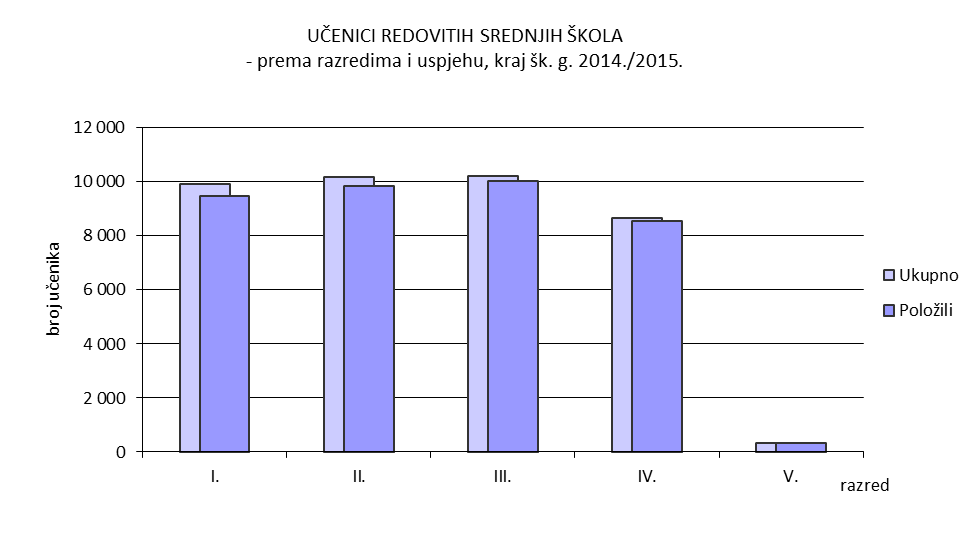 UČENICI REDOVITIH SREDNJIH ŠKOLA
- prema razredima i uspjehu, kraj šk. g. 2014./2015.
broj učenika
12 000
10 000
8 000
6 000
4 000
2 000
0
I.
II.
III.
IV.
V.
razred
Ukupno
Položili